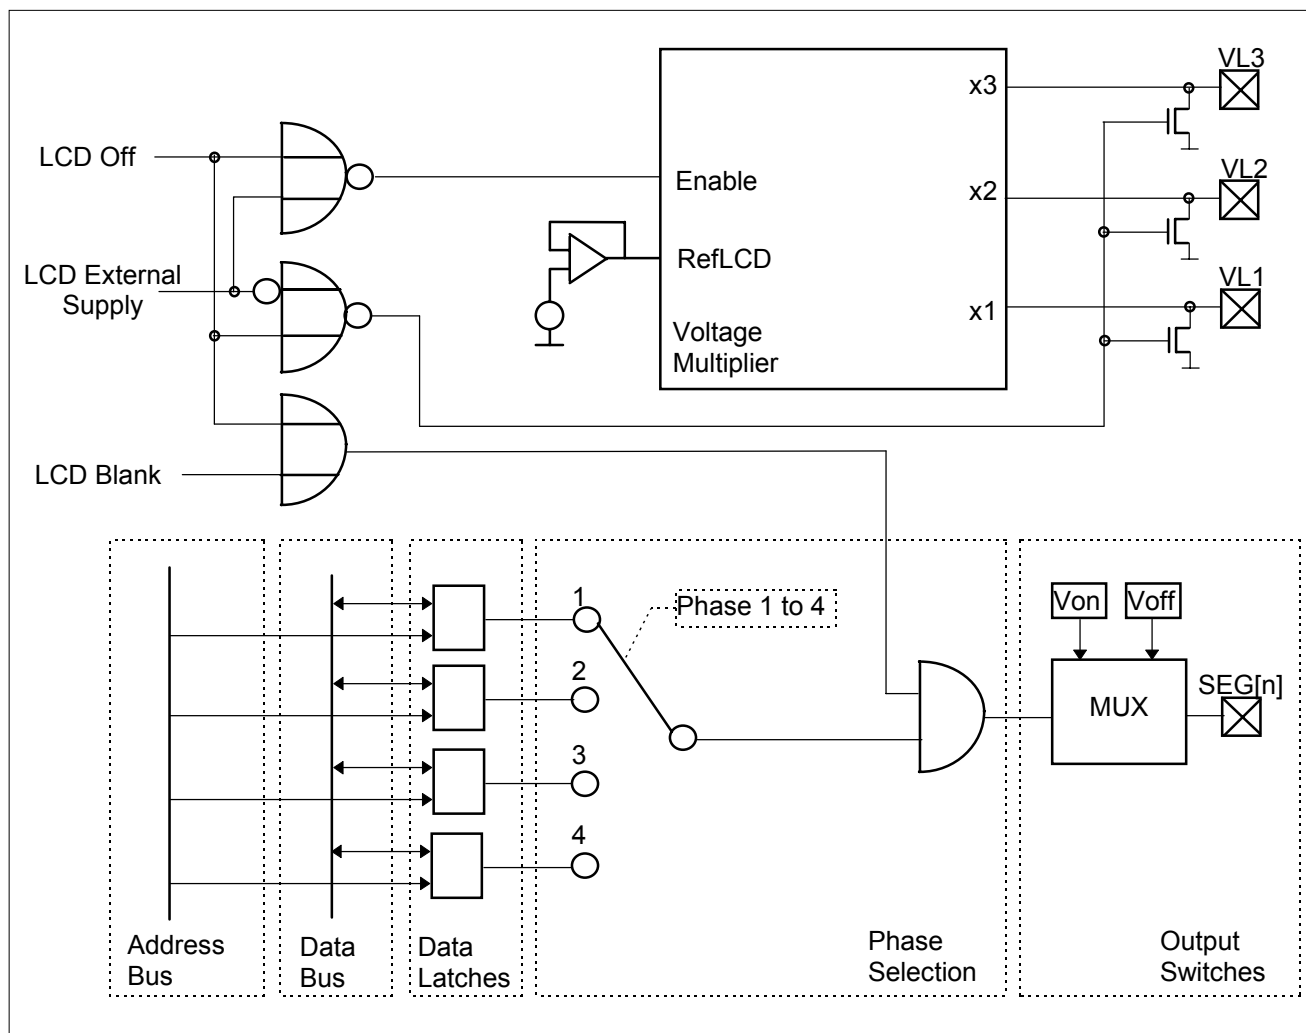 VL3
x3
LCD Off
Enable
x2
VL2
LCD External
Supply
RefLCD
x1
VL1
Voltage
Multiplier
LCD Blank
1
Phase 1 to 4
2
3
4
Von
Voff
MUX
SEG[n]
Address
Bus
Data
Bus
Data
Latches
Phase
Selection
Output
Switches